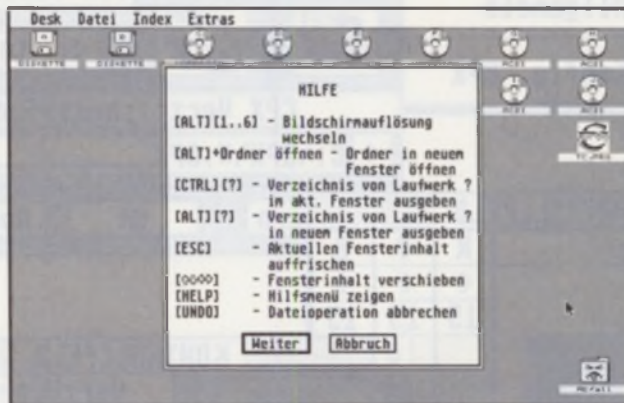 Desk Datei Index Extras
DISKETTE DISKETTE
HILFE
[ALT][1..6] - Bildschirmauflösung
wechseln
[ALT]+Ordner öffnen - Ordner in neuem
Fenster öffnen
[CTRL][?] - Verzeichnis von Laufwerk ?
im akt. Fenster ausgeben
[ALT][?] - Verzeichnis von Laufwerk ?
in neuem Fenster ausgeben
[ESC] - Aktuellen Fensterinhalt
auffrischen
[◊◊◊◊] - Fensterinhalt verschieben
[HELP] - Hilfsmenü zeigen
[UNDO] - Dateioperation abbrechen
Weiter Abbruch